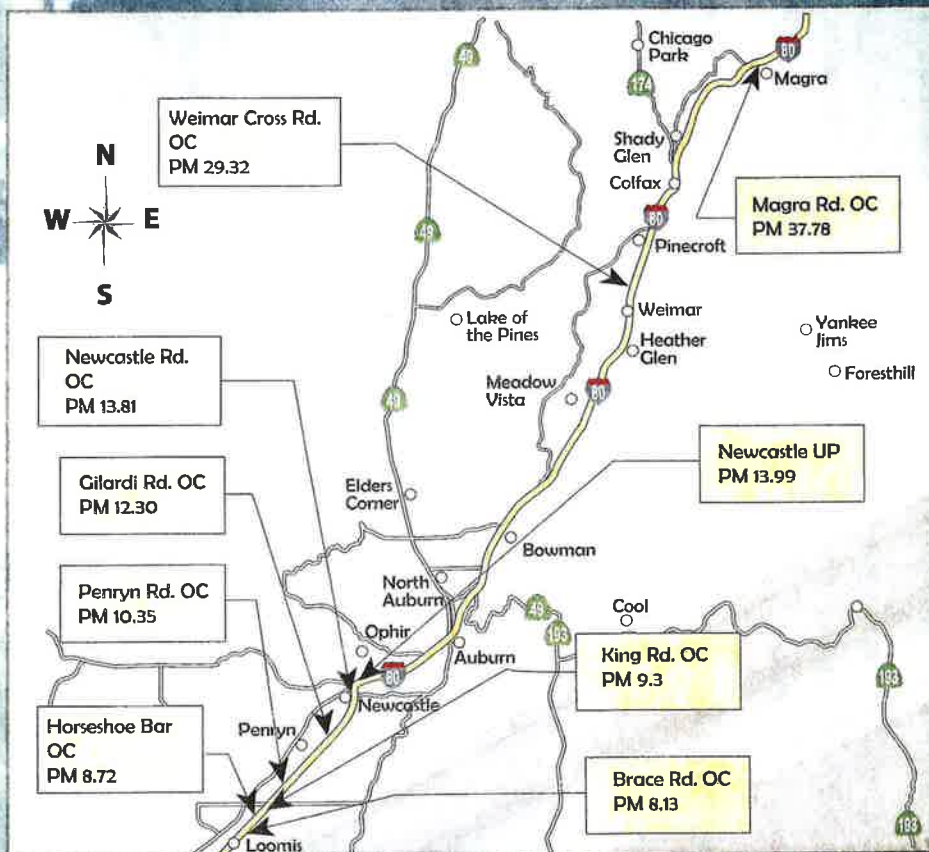 Chicago
Park
80
Magra
49
174
Weimar Cross Rd.
OC
PM 29.32
Shady
Glen
Colfax
N
W
E
S
Magra Rd. OC
PM 37.78
49
80
Pinecroft
Lake of
the Pines
Weimar
Yankee
Jims
Heather
Glen
Foresthill
Newcastle Rd.
OC
PM 13.81
Meadow
Vista
80
49
Newcastle UP
PM 13.99
Gilardi Rd. OC
PM 12.30
Elders
Corner
Bowman
Penryn Rd. OC
PM 10.35
North
Auburn
49
193
Cool
Ophir
Auburn
King Rd. OC
PM 9.3
80
193
Newcastle
Horseshoe Bar
OC
PM 8.72
Penryn
Brace Rd. OC
PM 8.13
193
Loomis